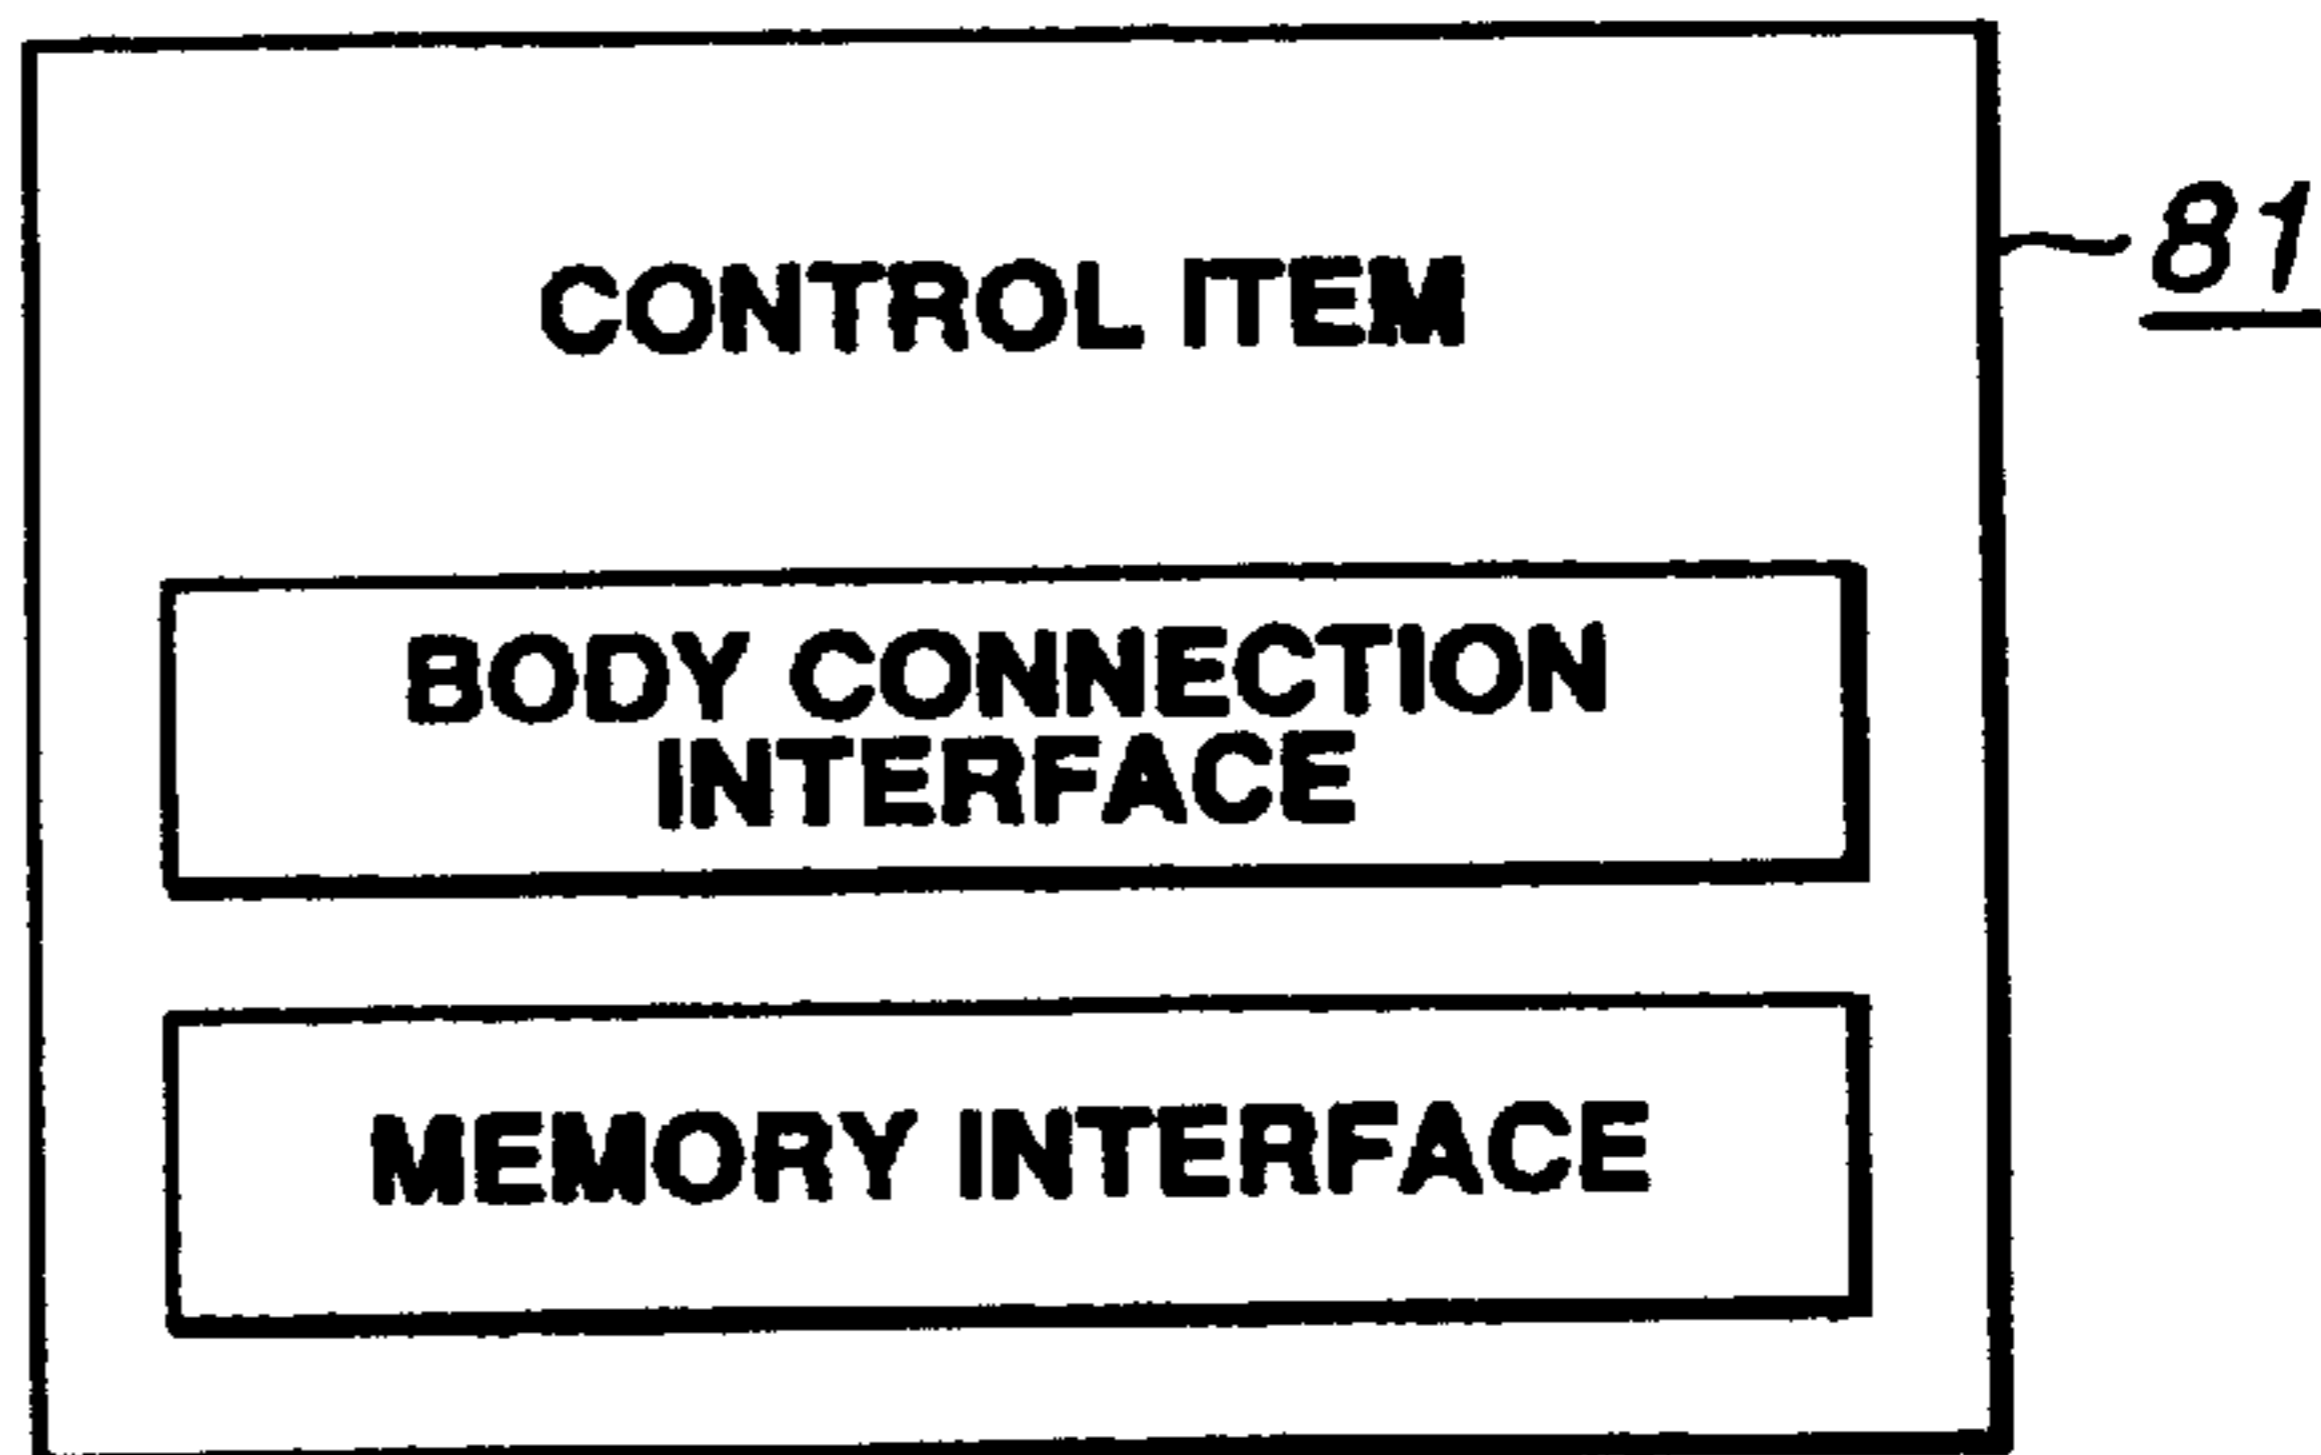 CONTROL ITEM
81
BODY CONNECTION
INTERFACE
MEMORY INTERFACE